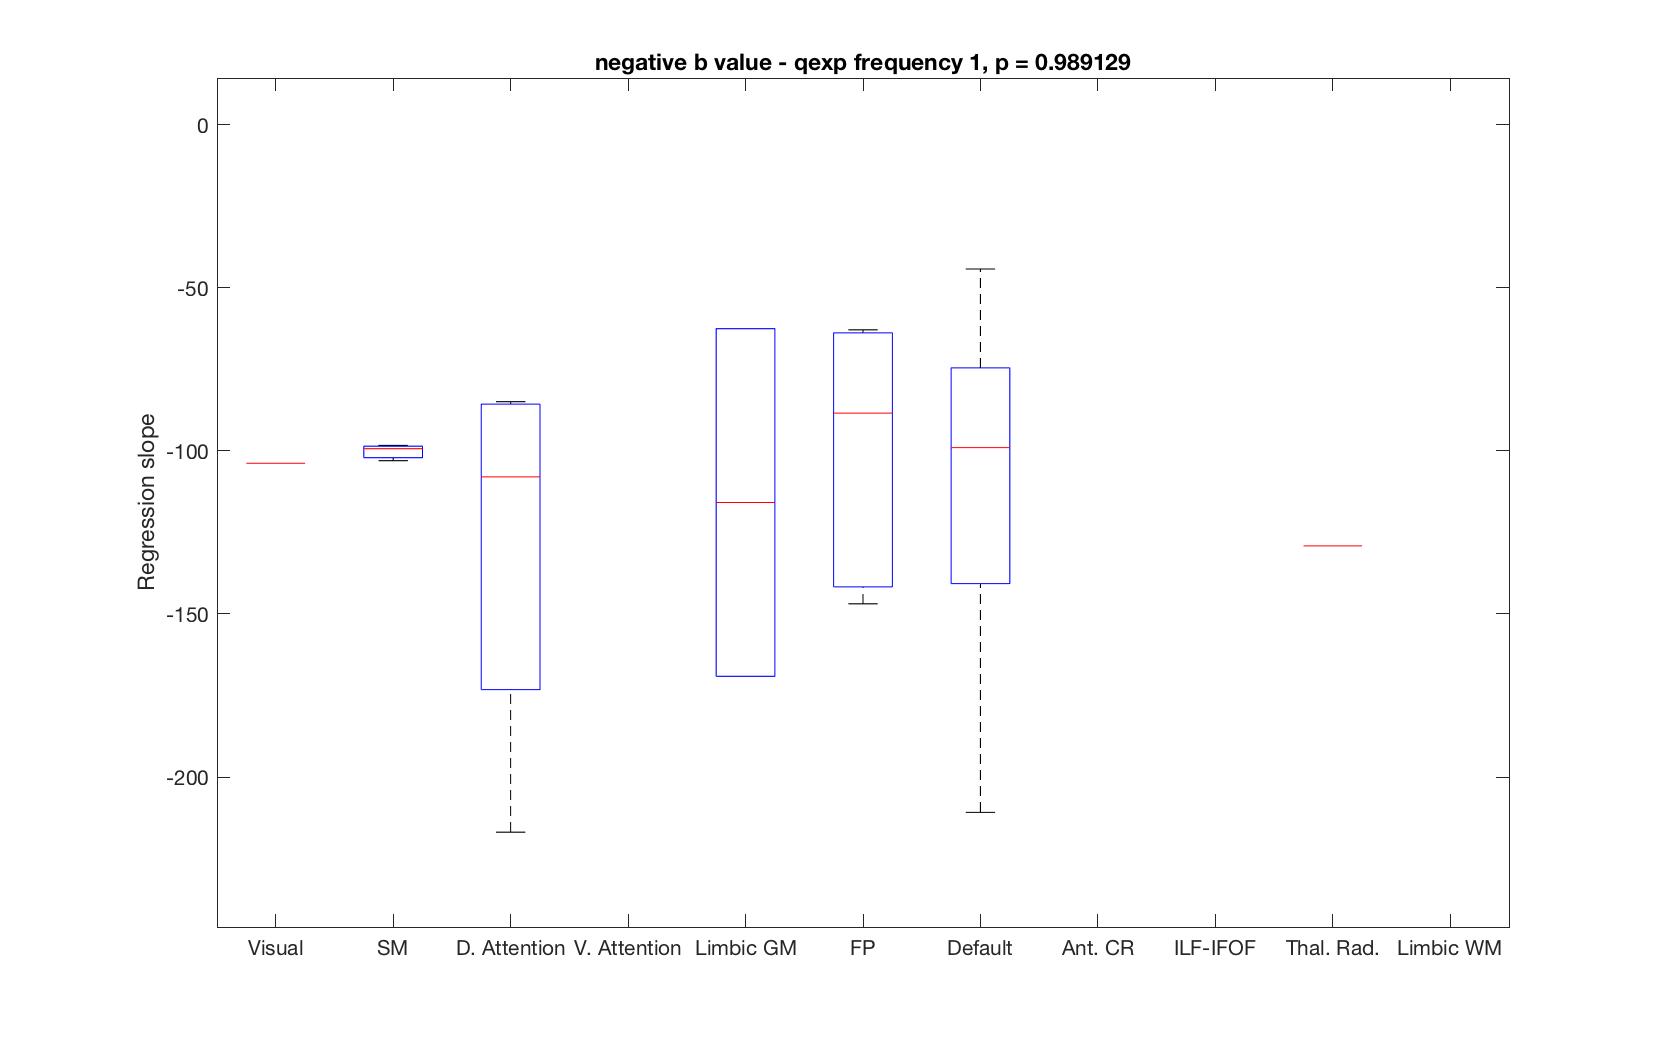 negative b value - qexp frequency 1, p = 0.989129
0
-50
-100
-150
-200
Regression slope
Visual SM D. Attention V. Attention Limbic GM FP Default Ant. CR ILF-IFOF Thal. Rad. Limbic WM